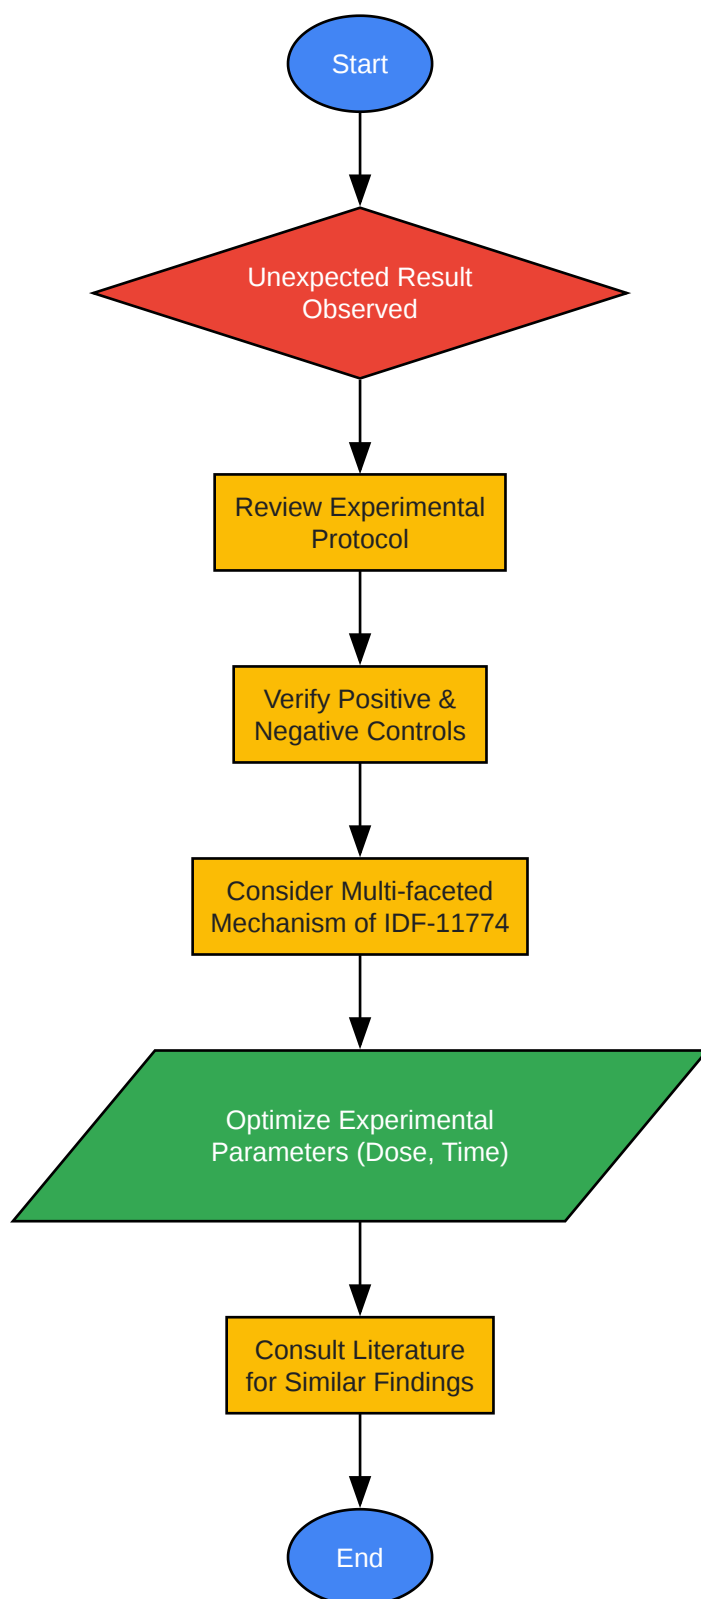 Start
Unexpected Result
Observed
Review Experimental
Protocol
Verify Positive &
Negative Controls
Consider Multi-faceted
Mechanism of IDF-11774
Optimize Experimental
Parameters (Dose, Time)
Consult Literature
for Similar Findings
End